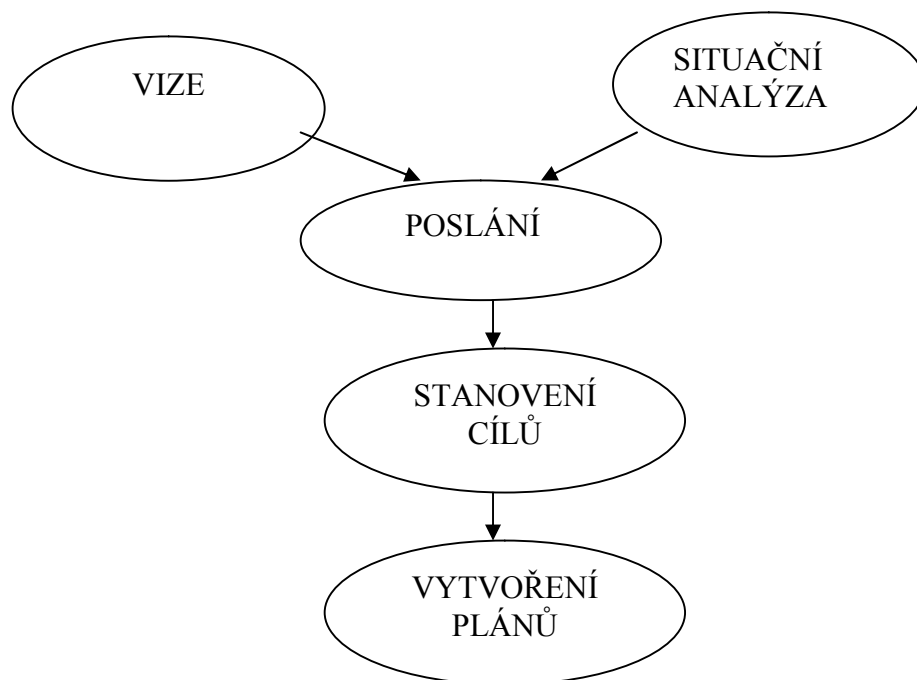 VIZE
SITUAČNÍ
ANALÝZA
POSLÁNÍ
STANOVENÍ
CÍLŮ
VYTVOŘENÍ
PLÁNŮ